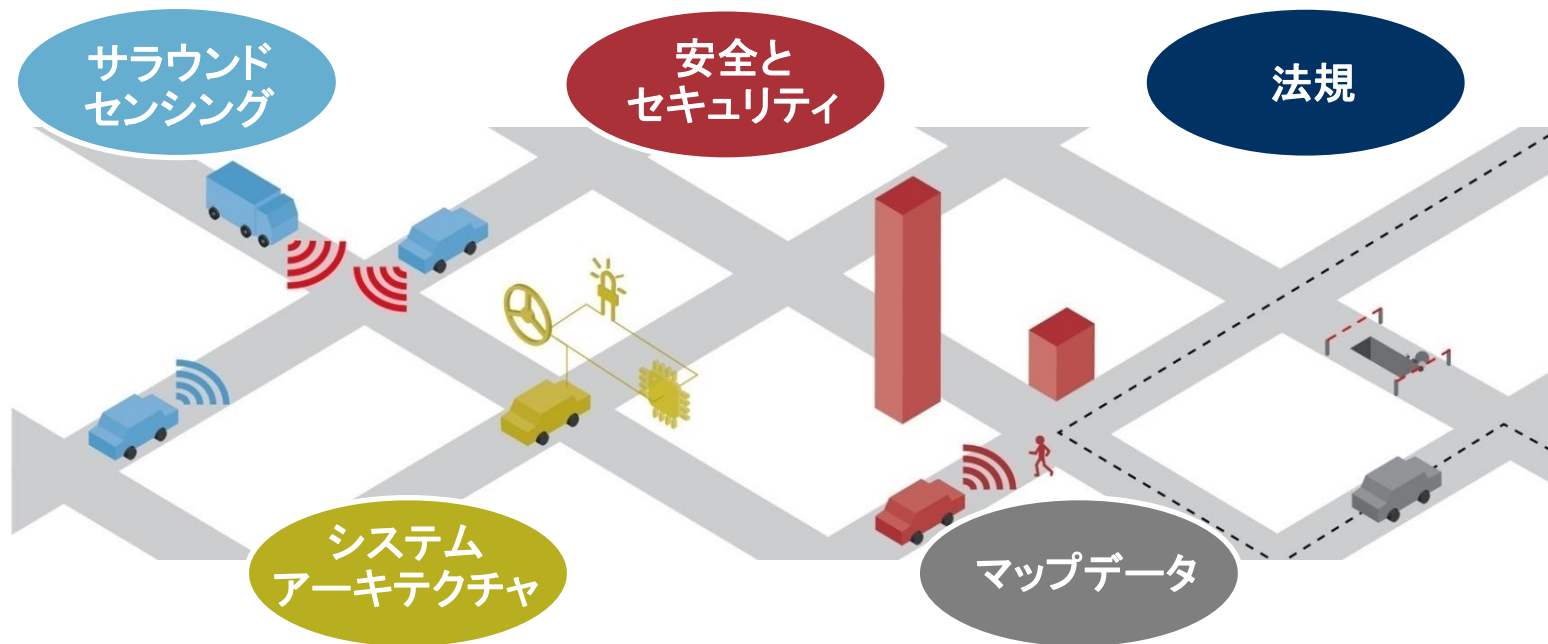 サラウンド
センシング
安全と
セキュリティ
法規
システム
アーキテクチャ
マップデータ